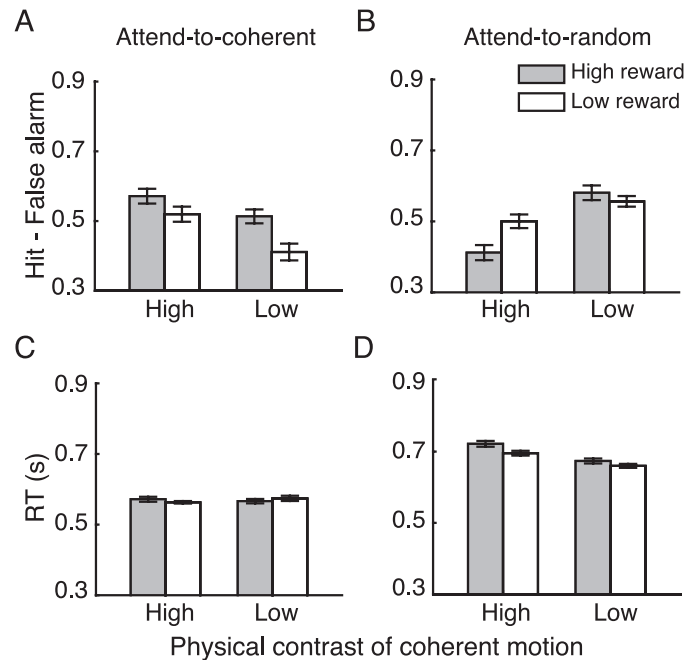 A
Attend-to-coherent
B
Attend-to-random
High reward
Low reward
Hit - False alarm
0.9
0.7
0.5
0.3
High
Low
0.9
0.7
0.5
0.3
High
Low
C
D
RT (s)
0.9
0.7
0.5
0.3
High
Low
0.9
0.7
0.5
0.3
High
Low
Physical contrast of coherent motion